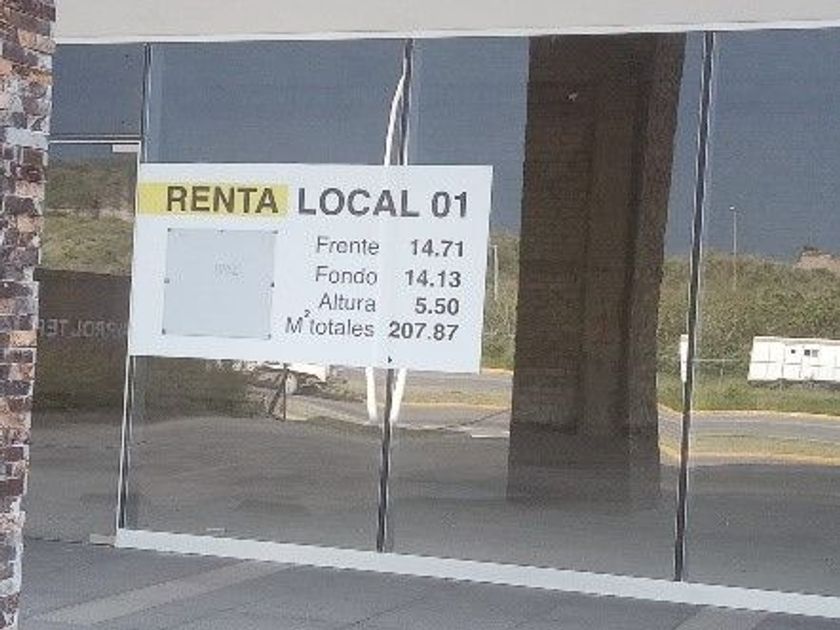 RENTA LOCAL 01
Frente 14.71
Fondo 14.13
Altura 5.50
M² totales 207.87